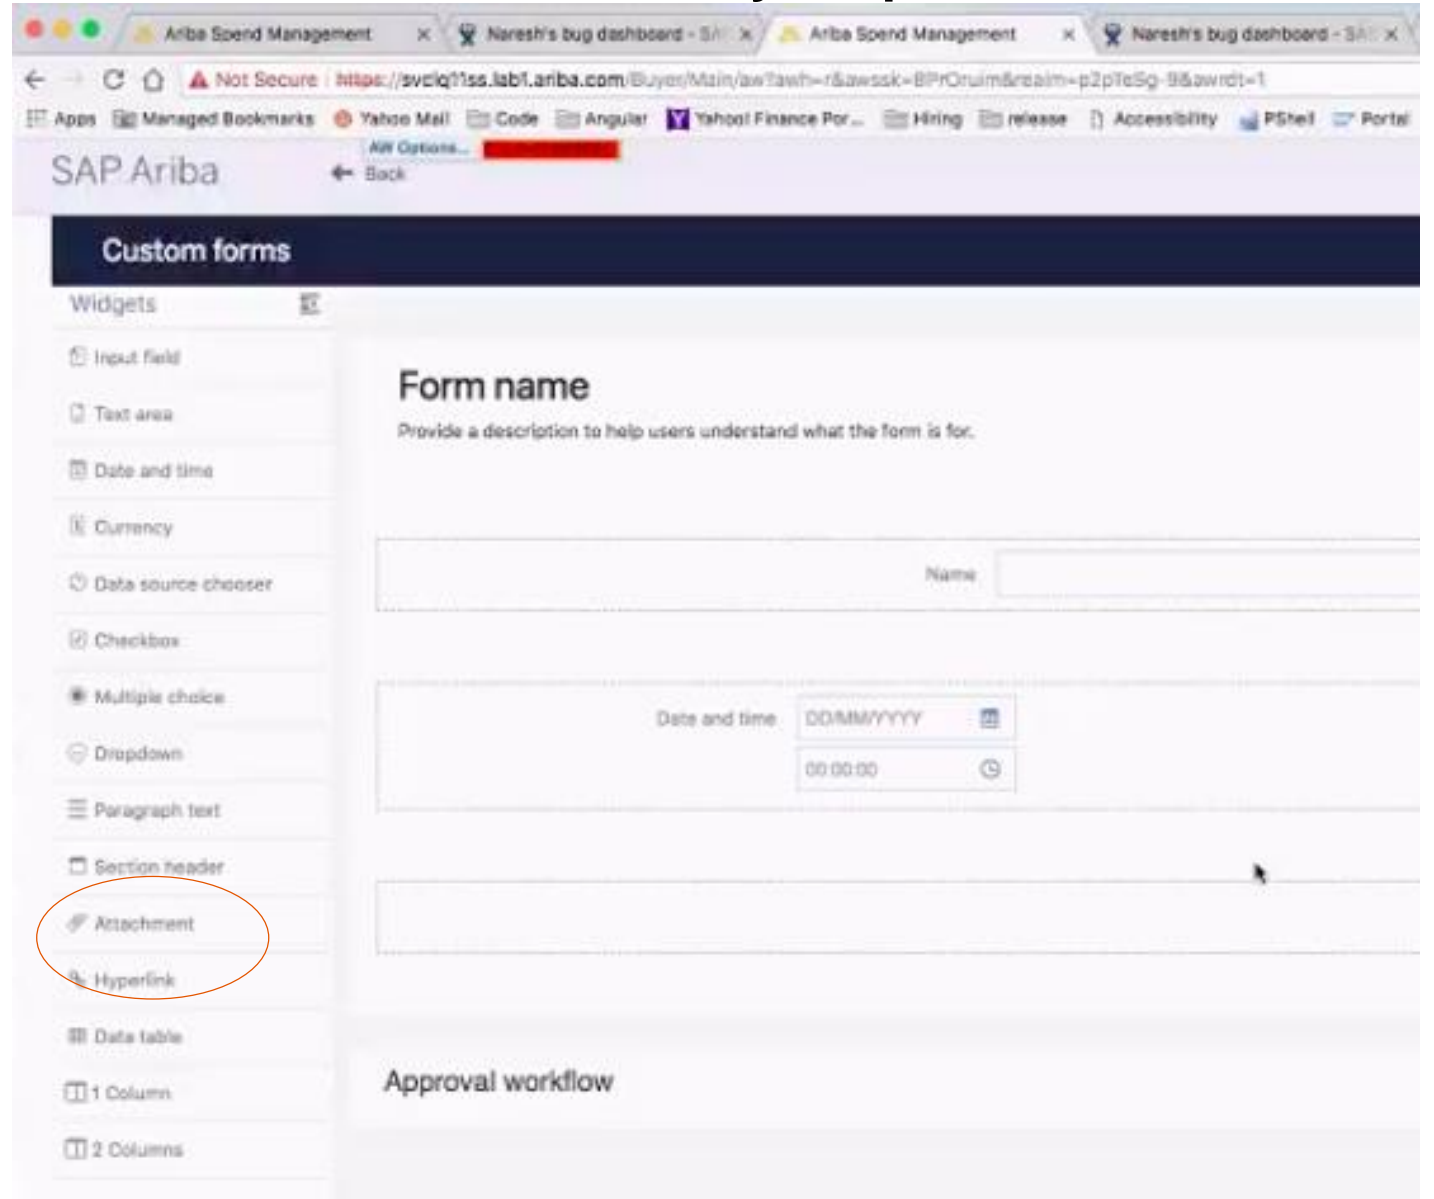 Ariba Spend Management × Naresh's bug dashboard - SA × Ariba Spend Management × Naresh's bug dashboard - SA ×
Not Secure https://svclq11ss.lab1.ariba.com/Buyer/Main/
Apps Managed Bookmarks Yahoo Mail Code Angular Yahoo! Finance Por... Hiring release Accessibility PShell Portal
AW Options...
SAP Ariba Back
Custom forms
Widgets
Input field
Form name
Text area
Provide a description to help users understand what the form is for.
Date and time
Currency
Name
Data source chooser
Checkbox
Multiple choice
Date and time DD/MM/YYYY
Dropdown
00:00:00
Paragraph text
Section header
Attachment
Hyperlink
Data table
Approval workflow
1 Column
2 Columns